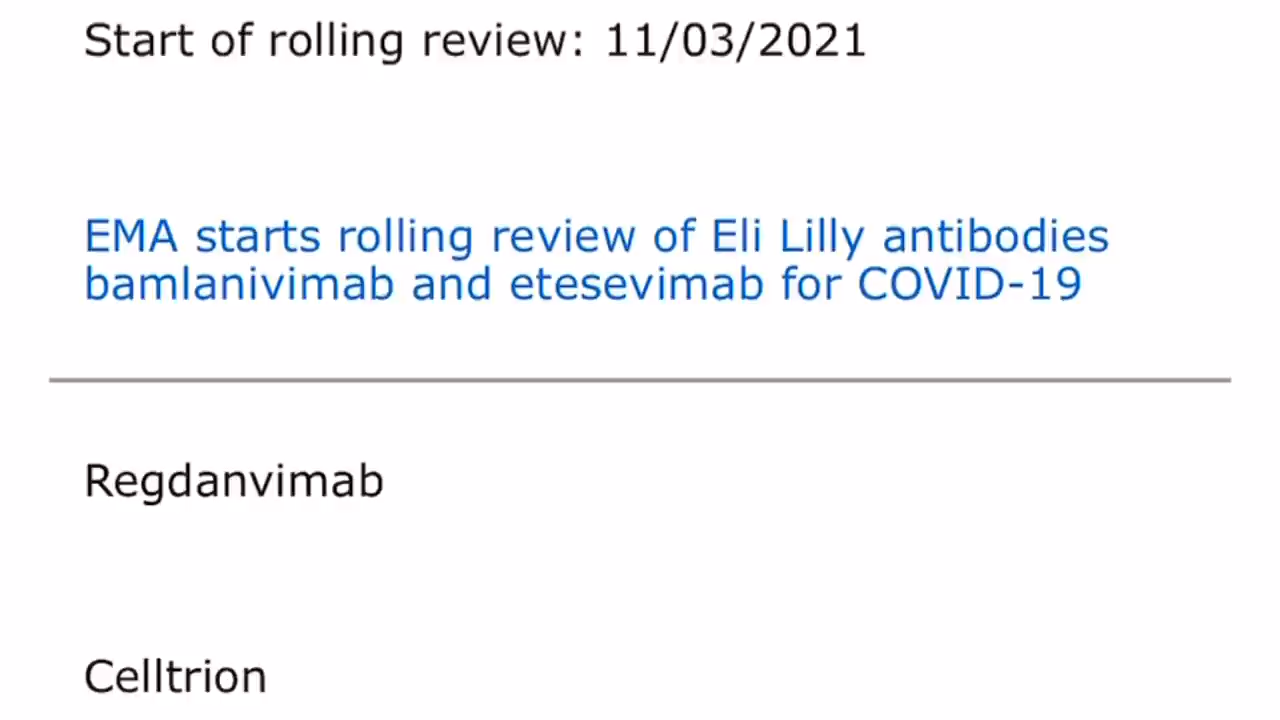 Start of rolling review: 11/03/2021
EMA starts rolling review of Eli Lilly antibodies
bamlanivimab and etesevimab for COVID-19
Regdanvimab
Celltrion